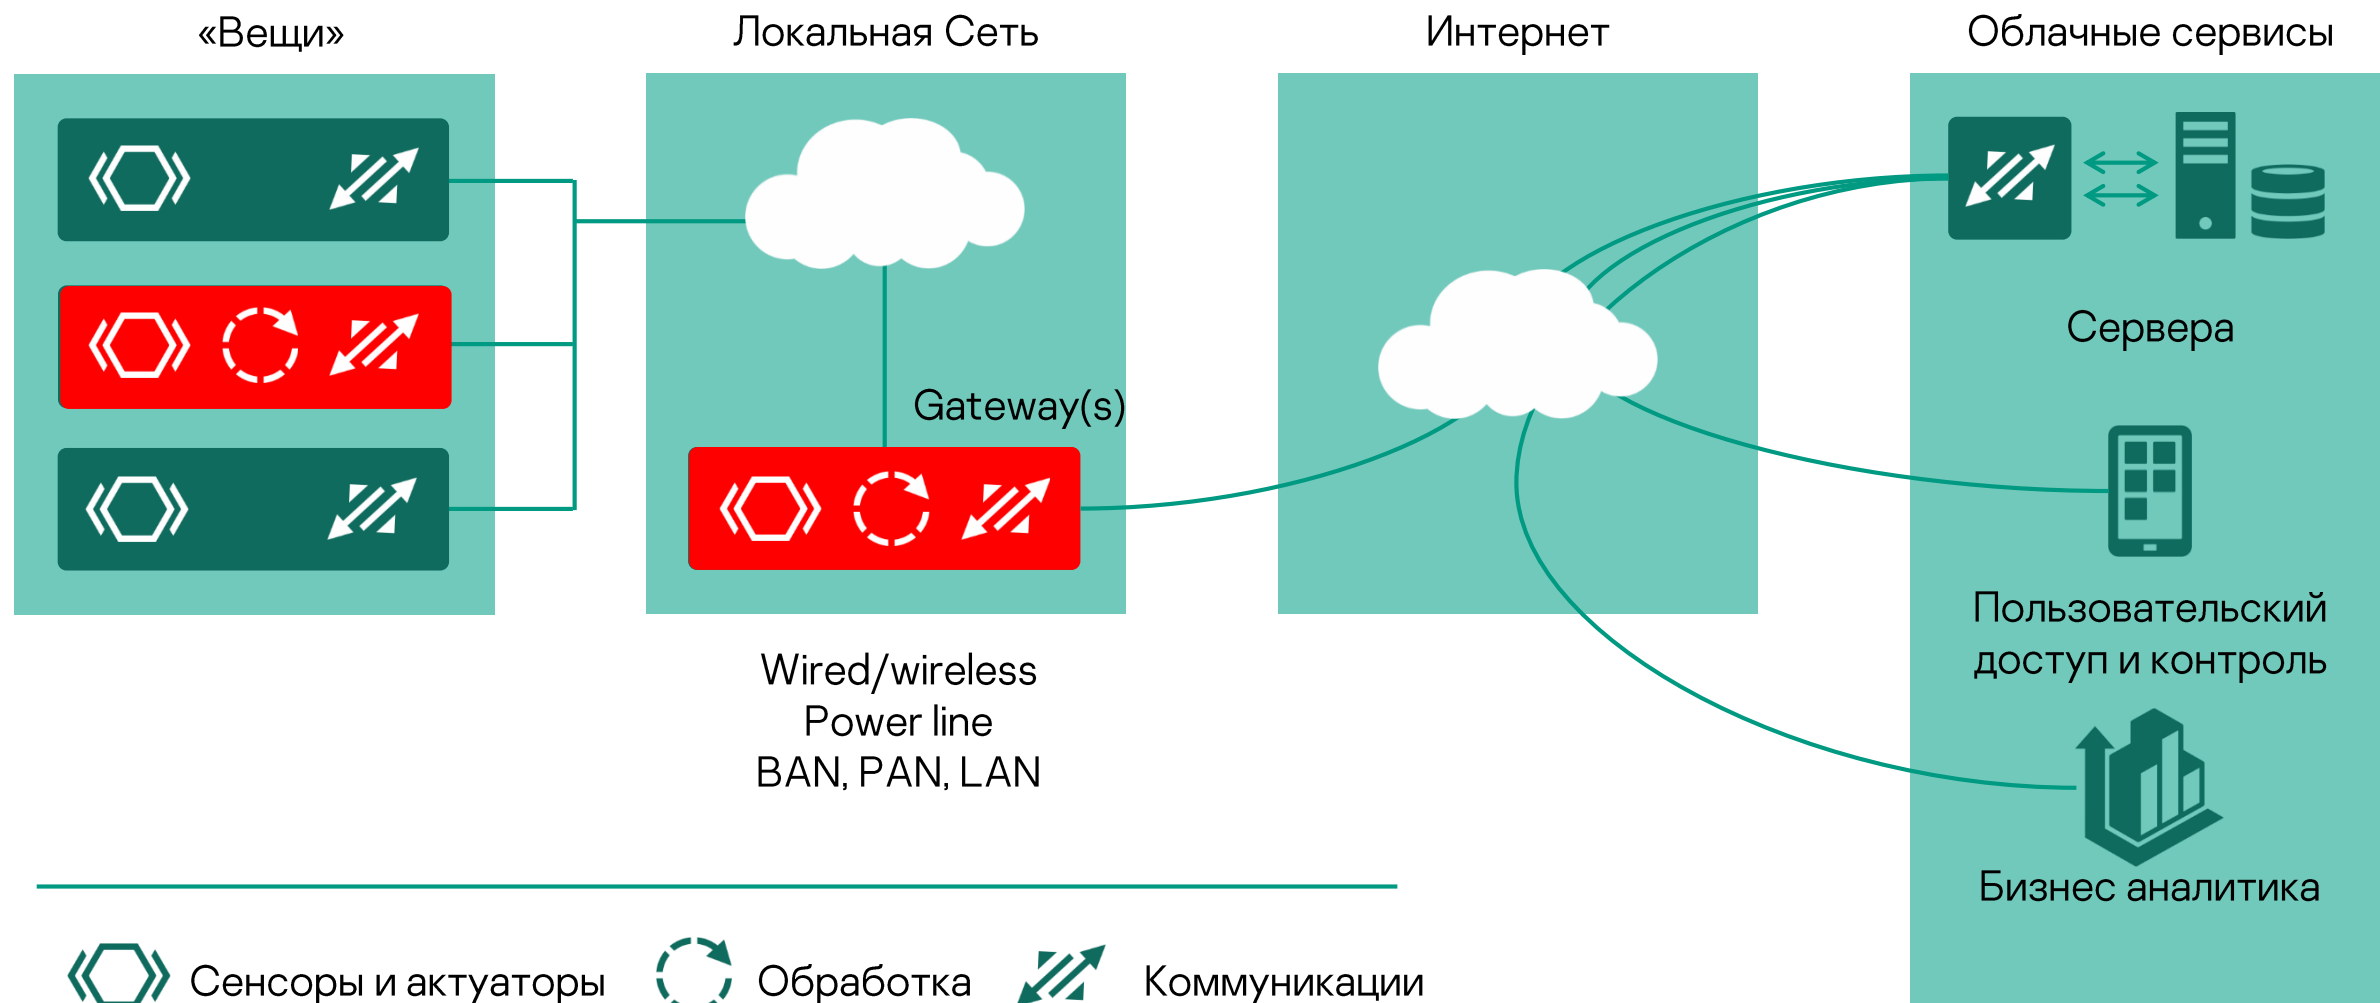 «Вещи»
Локальная Сеть
Интернет
Облачные сервисы
Gateway(s)
Wired/wireless
Power line
BAN, PAN, LAN
Сервера
Пользовательский
доступ и контроль
Бизнес аналитика
Сенсоры и актуаторы
Обработка
Коммуникации